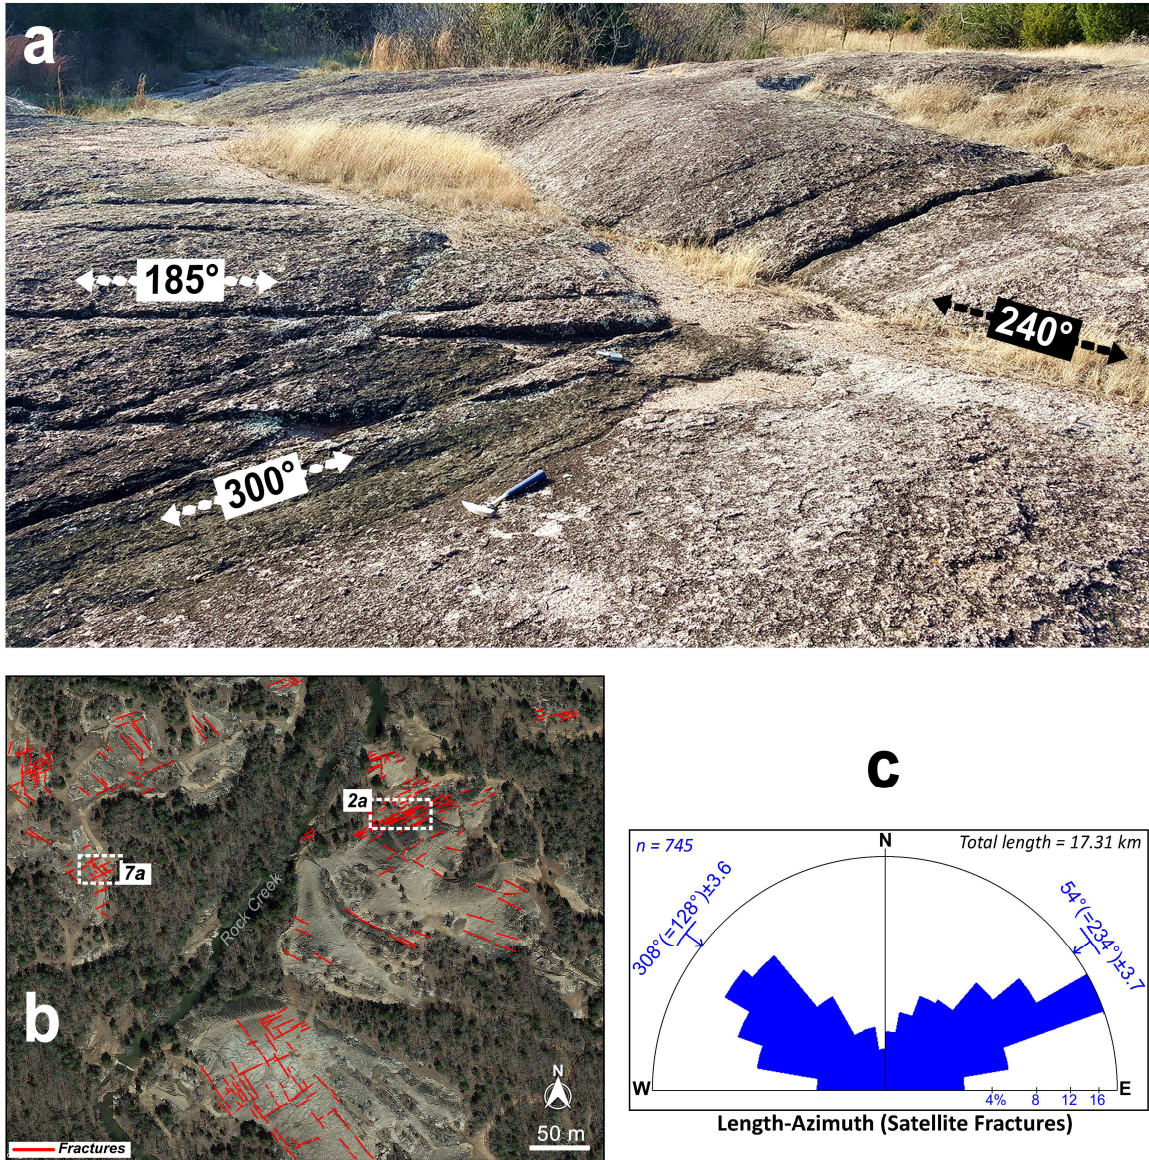 a
185°
240°
300°
2a
7a
Rock Creek
b
N
50 m
Fractures
c
n = 745
N
Total length = 17.31 km
308°(=128°)±3.6
54°(=234°)±3.7
W
E
4% 8 12 16
Length-Azimuth (Satellite Fractures)